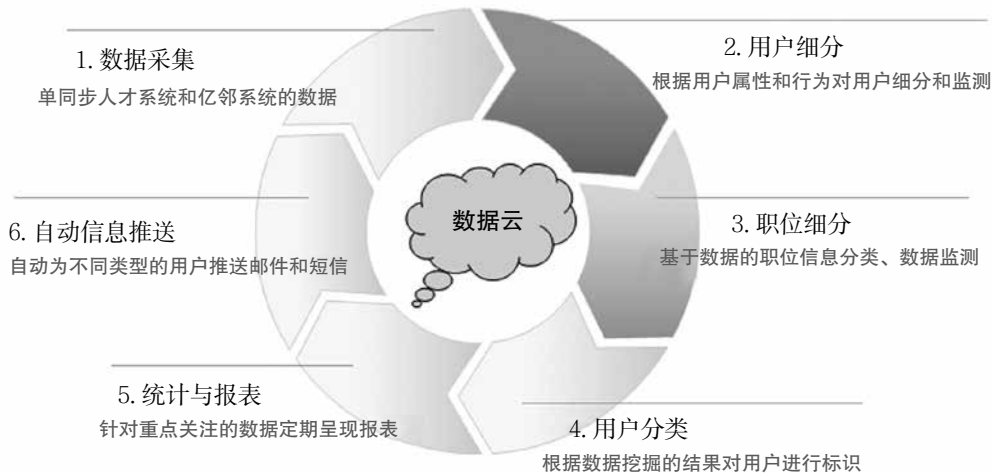 1. 数据采集
单同步人才系统和亿邻系统的数据
2. 用户细分
根据用户属性和行为对用户细分和监测
数据云
3. 职位细分
基于数据的职位信息分类、数据监测
4. 用户分类
根据数据挖掘的结果对用户进行标识
5. 统计与报表
针对重点关注的数据定期呈现报表
6. 自动信息推送
自动为不同类型的用户推送邮件和短信